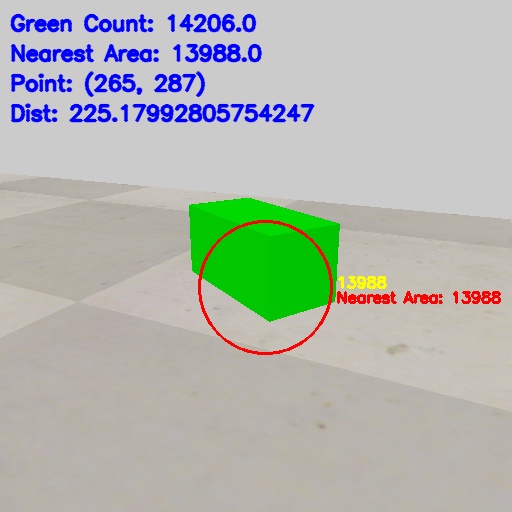 Green Count: 14206.0
Nearest Area: 13988.0
Point: (265, 287)
Dist: 225.17992805754247
13988
Nearest Area: 13988